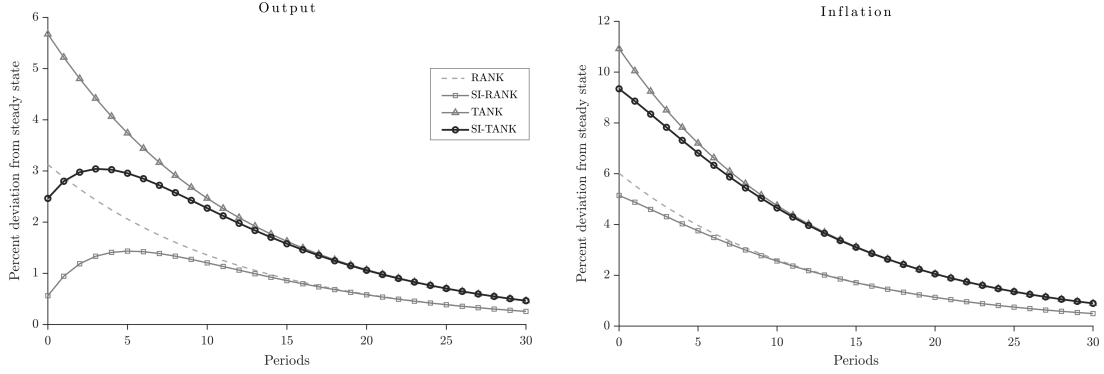 Output
Percent deviation from steady state
6
5
4
3
2
1
0
0 5 10 15 20 25 30
Periods
RANK
SI-RANK
TANK
SI-TANK
Inflation
Percent deviation from steady state
12
10
8
6
4
2
0
0 5 10 15 20 25 30
Periods